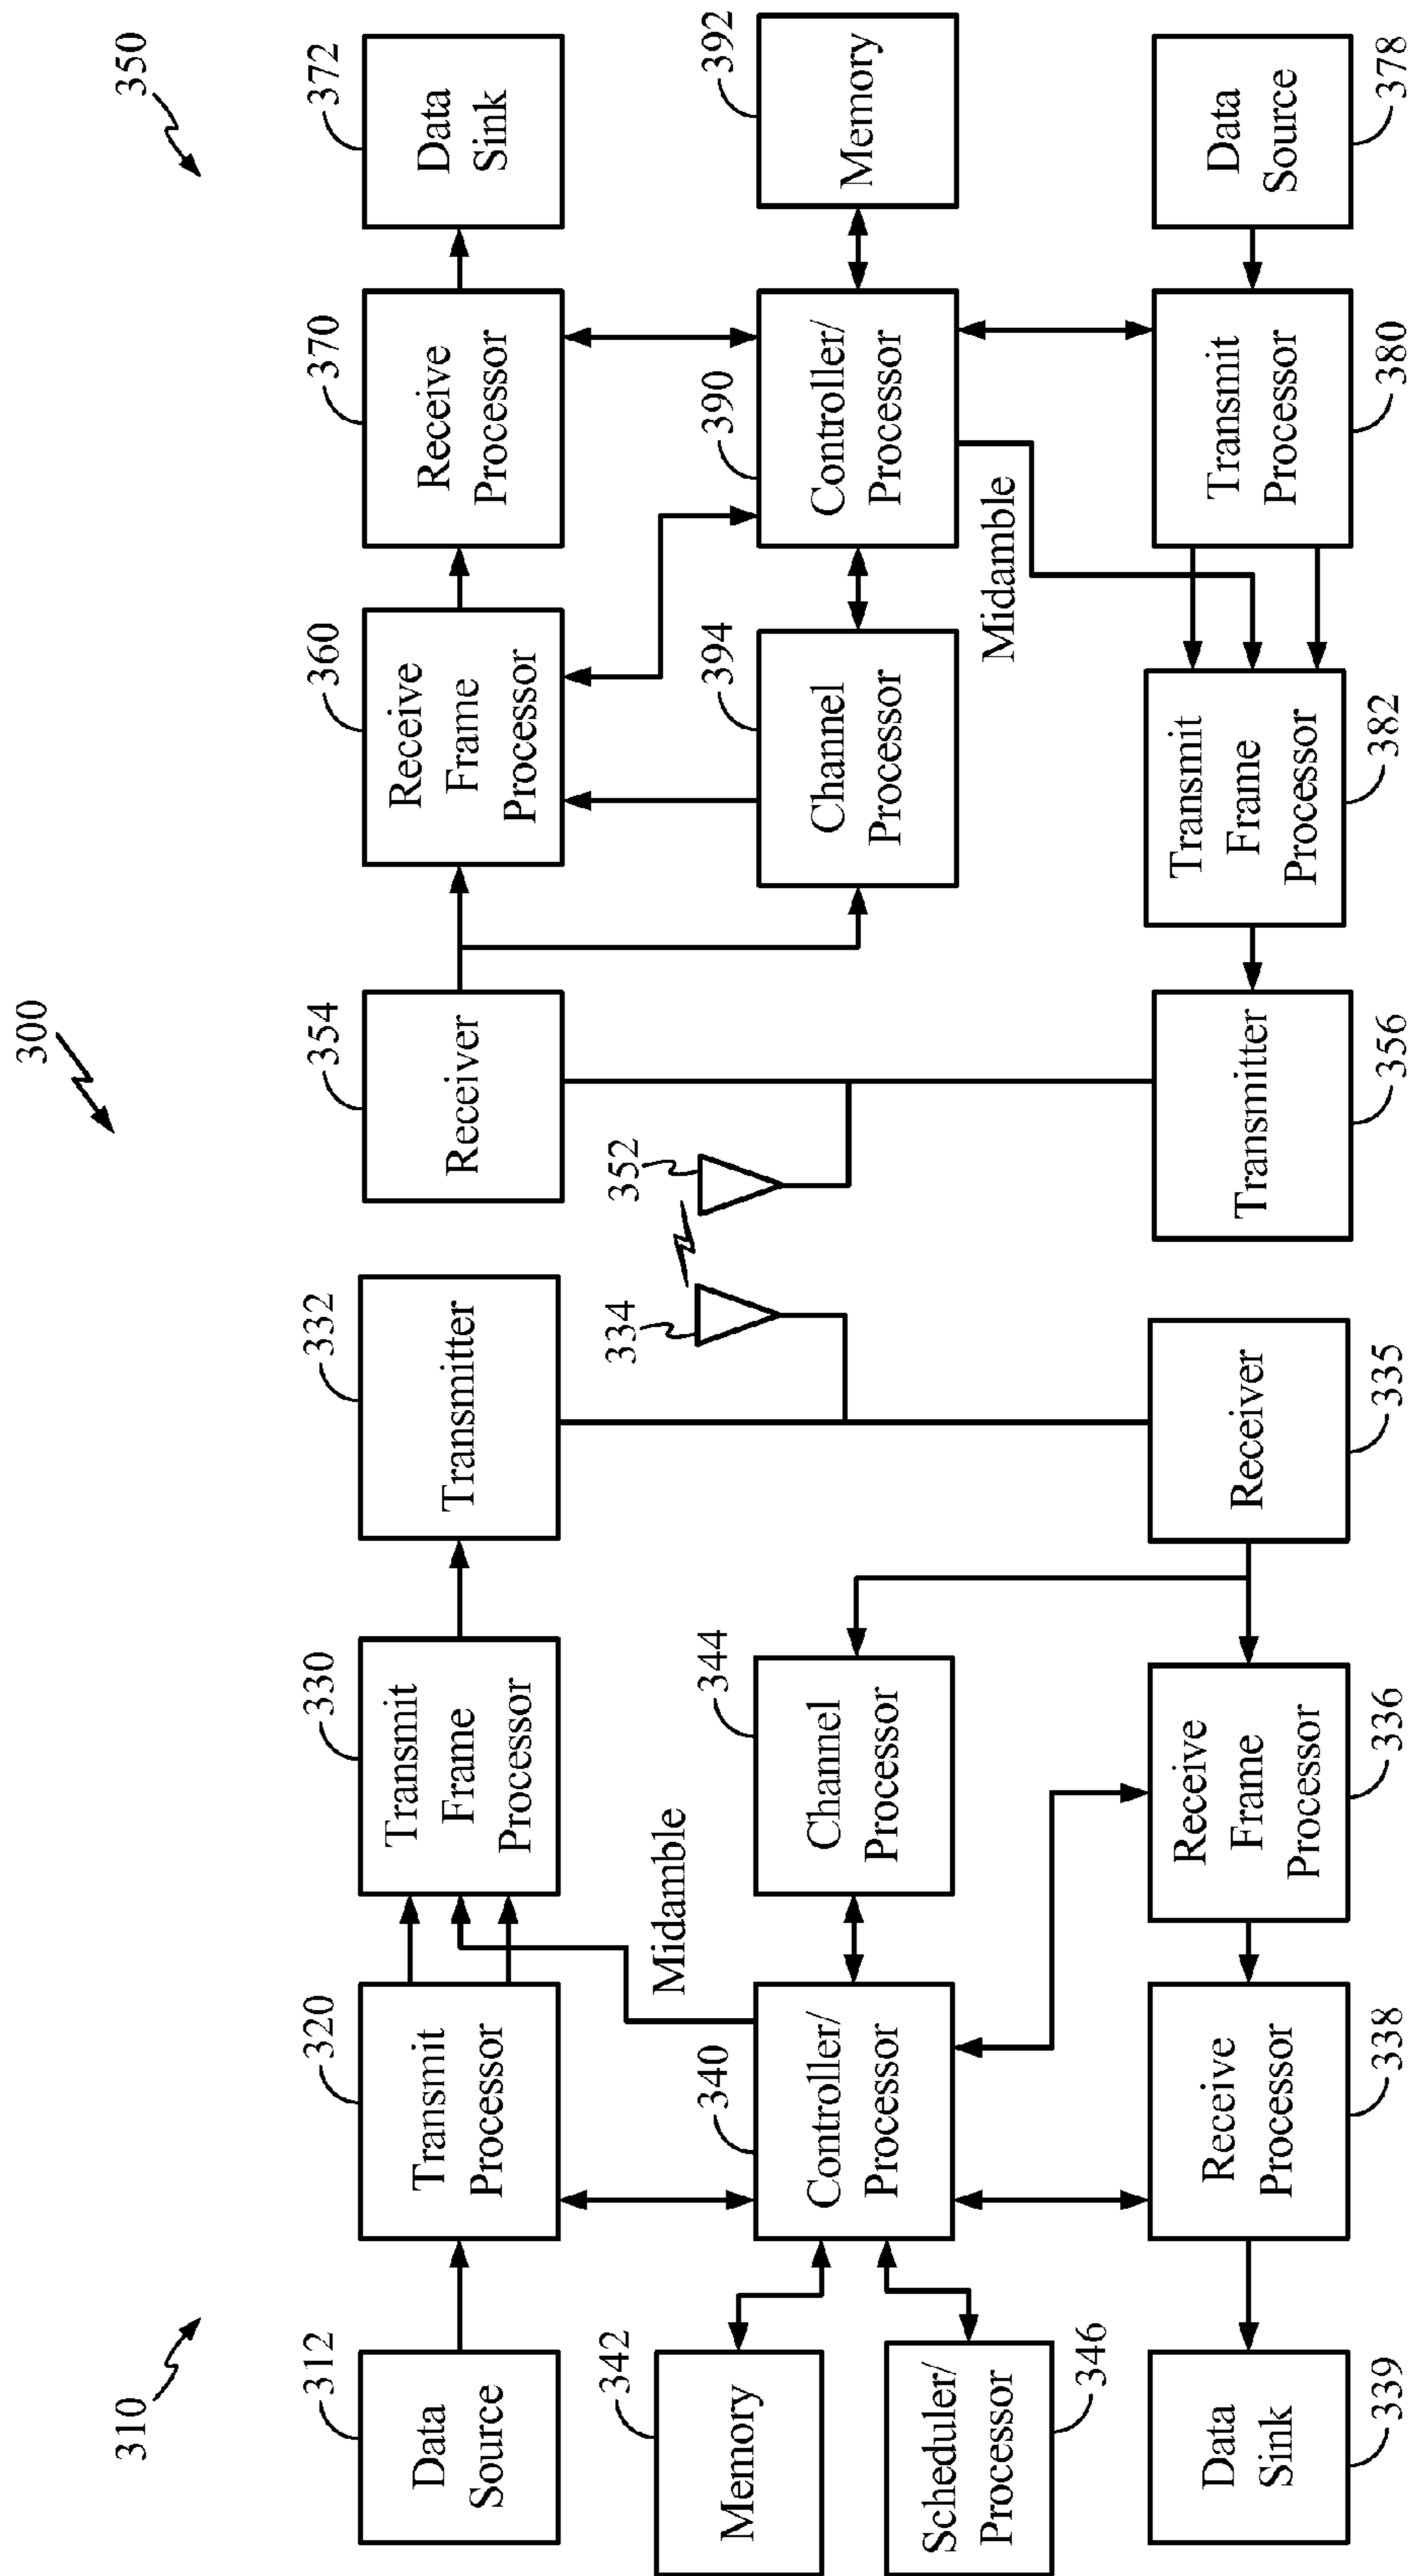 300
310
350
312
Data
Source
320
Transmit
Processor
330
Transmit
Frame
Processor
332
Transmitter
354
Receiver
360
Receive
Frame
Processor
370
Receive
Processor
372
Data
Sink
Midamble
334
352
342
Memory
340
Controller/
Processor
344
Channel
Processor
394
Channel
Processor
390
Controller/
Processor
392
Memory
Scheduler/
Processor
346
Midamble
Data
Sink
339
Receive
Processor
338
Receive
Frame
Processor
336
Receiver
335
Transmitter
356
Transmit
Frame
Processor
382
Transmit
Processor
380
Data
Source
378